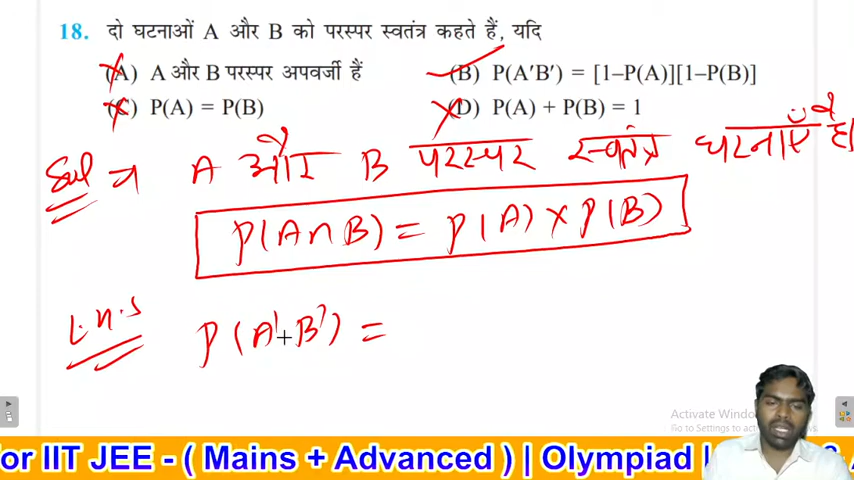 18. दो घटनाओं A और B को परस्पर स्वतंत्र कहते हैं, यदि
(A) A और B परस्पर अपवर्जी हैं
(B) P(A′B′) = [1–P(A)][1–P(B)]
(C) P(A) = P(B)
(D) P(A) + P(B) = 1
Sol A और B परस्पर स्वतंत्र घटनाएँ है।
P(A∩B) = P(A) × P(B)
L.H.S P(A' B') =
Activate Windo
Go to Settings to Activate Windows
or IIT JEE - ( Mains + Advanced ) | Olympiad |